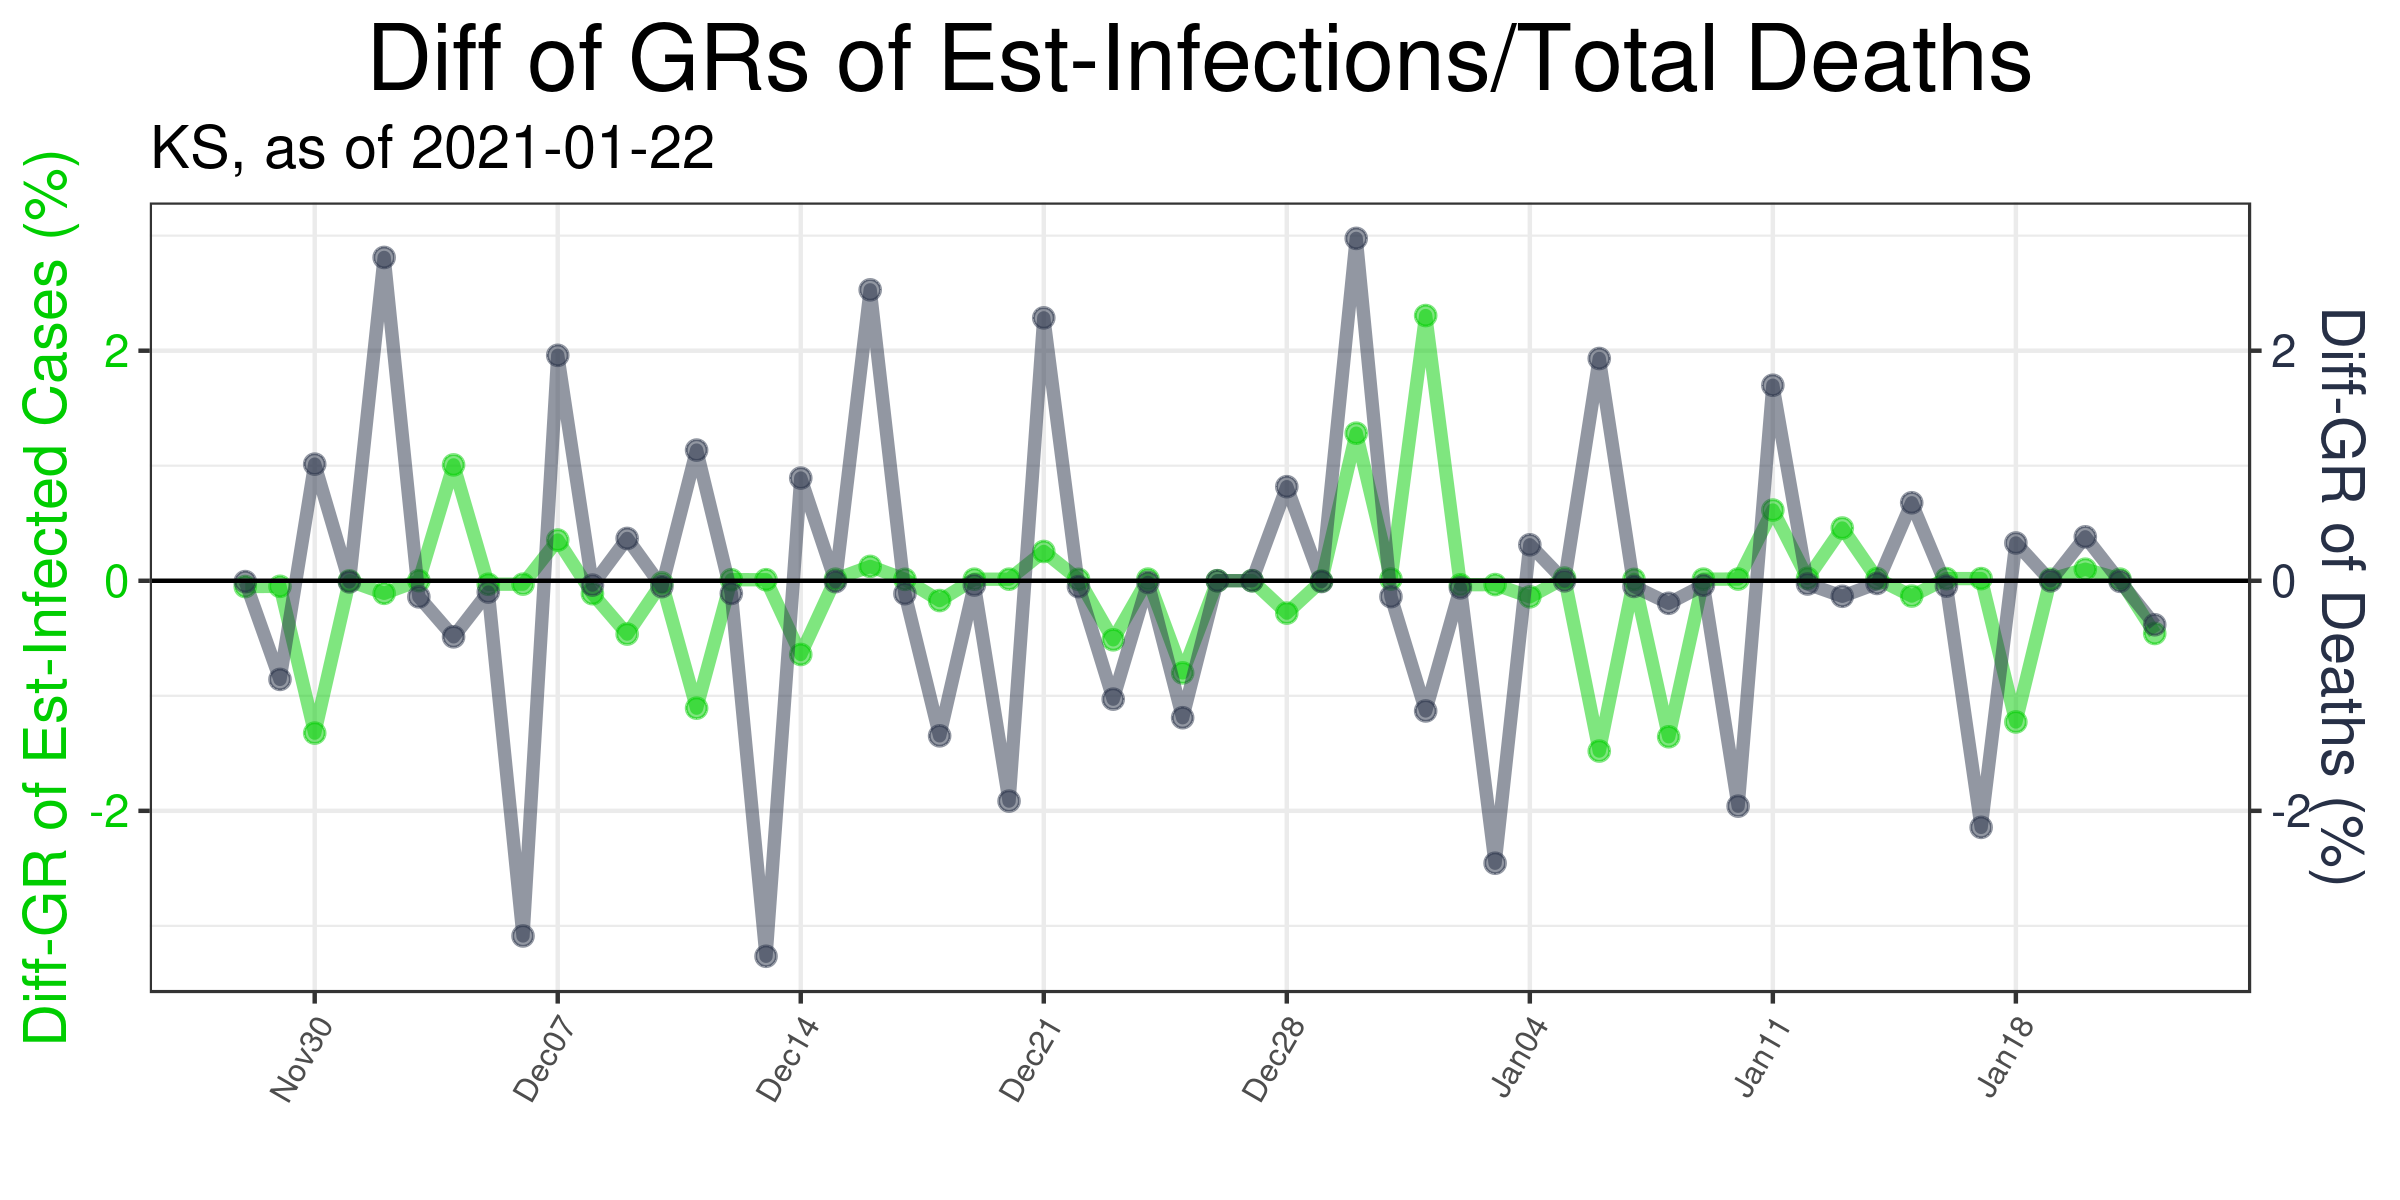 Diff of GRs of Est-Infections/Total Deaths
KS, as of 2021-01-22
Diff-GR of Est-Infected Cases (%)
2
0
-2
2
0
-2
Diff-GR of Deaths (%)
Nov30
Dec07
Dec14
Dec21
Dec28
Jan04
Jan11
Jan18